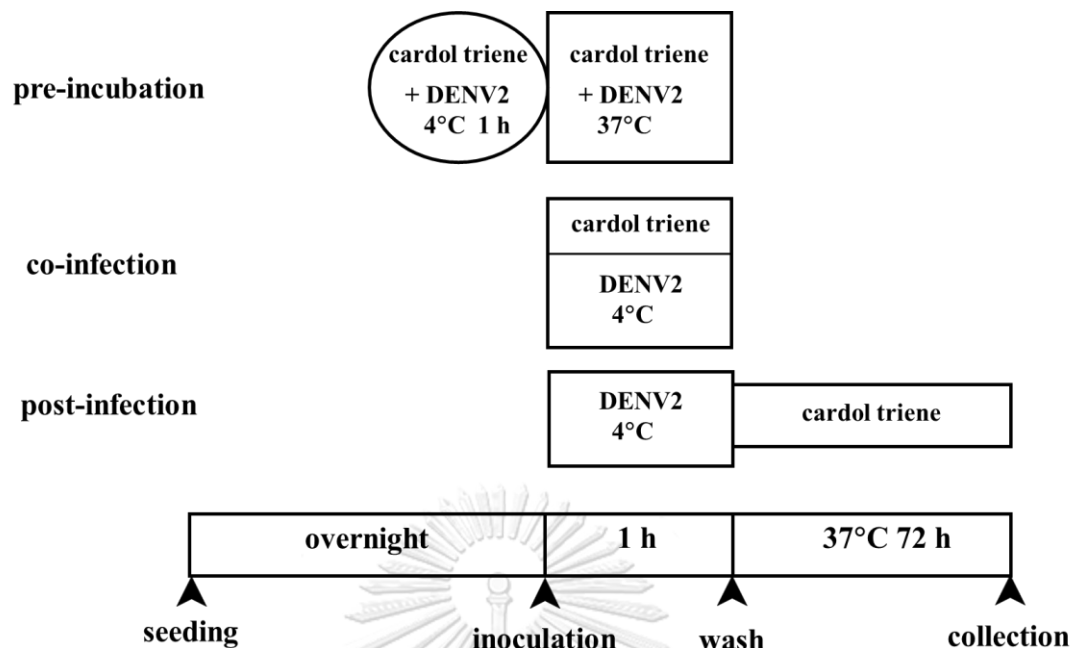 pre-incubation
cardol triene
+ DENV2
4°C 1 h
cardol triene
+ DENV2
37°C
co-infection
cardol triene
DENV2
4°C
post-infection
DENV2
4°C
cardol triene
overnight
1 h
37°C 72 h
seeding
inoculation
wash
collection